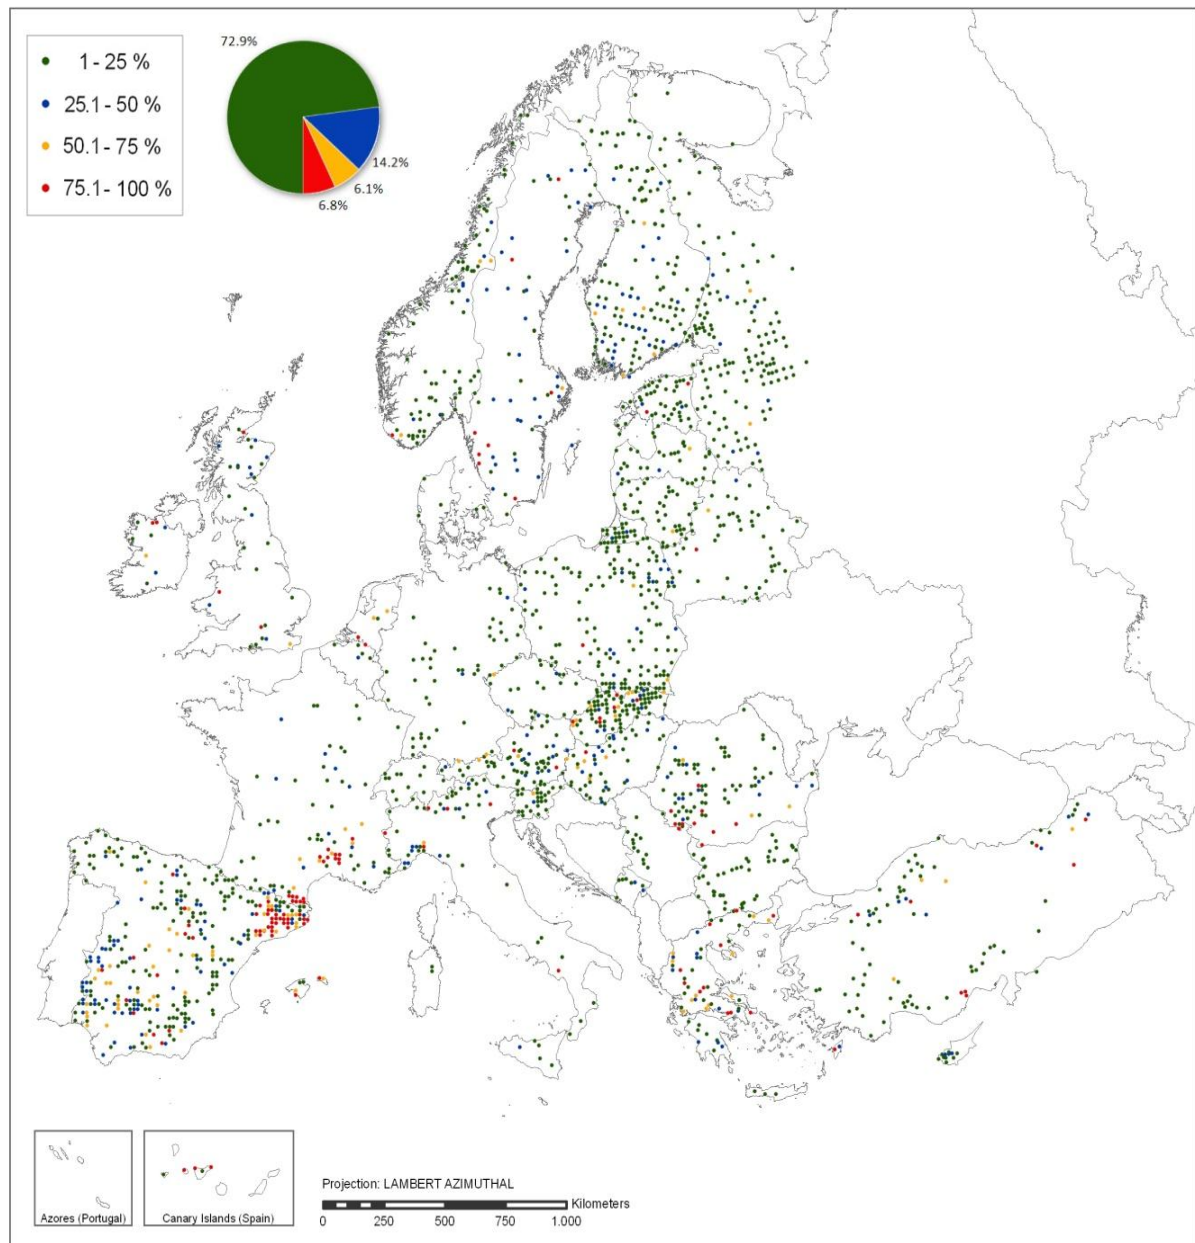 1 - 25 %
25.1 - 50 %
50.1 - 75 %
75.1 - 100 %
72.9%
14.2%
6.1%
6.8%
Azores (Portugal)
Canary Islands (Spain)
Projection: LAMBERT AZIMUTHAL
Kilometers
0 250 500 750 1.000